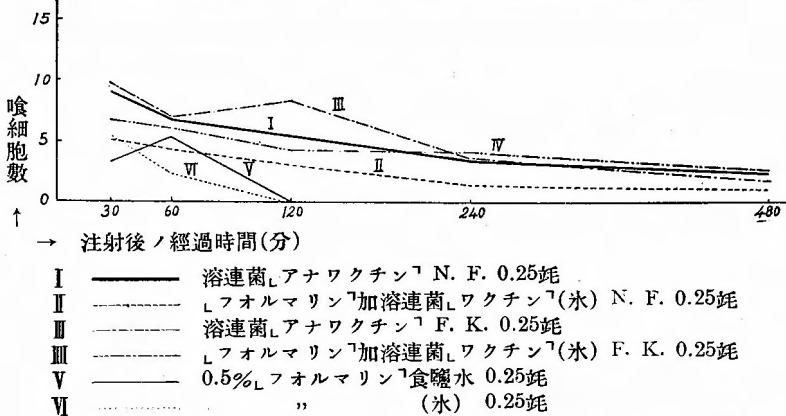 15
10
5
0
喰細胞數
↑
III
I
IV
II
V
VI
30 60 120 240 480
→ 注射後ノ經過時間(分)
I 溶連菌└アナワクチン┐N. F. 0.25竓
II └フオルマリン┐加溶連菌└ワクチン┐(氷) N. F. 0.25竓
III 溶連菌└アナワクチン┐F. K. 0.25竓
III └フオルマリン┐加溶連菌└ワクチン┐(氷) F. K. 0.25竓
V 0.5%└フオルマリン┐食鹽水 0.25竓
VI 〃 (氷) 0.25竓